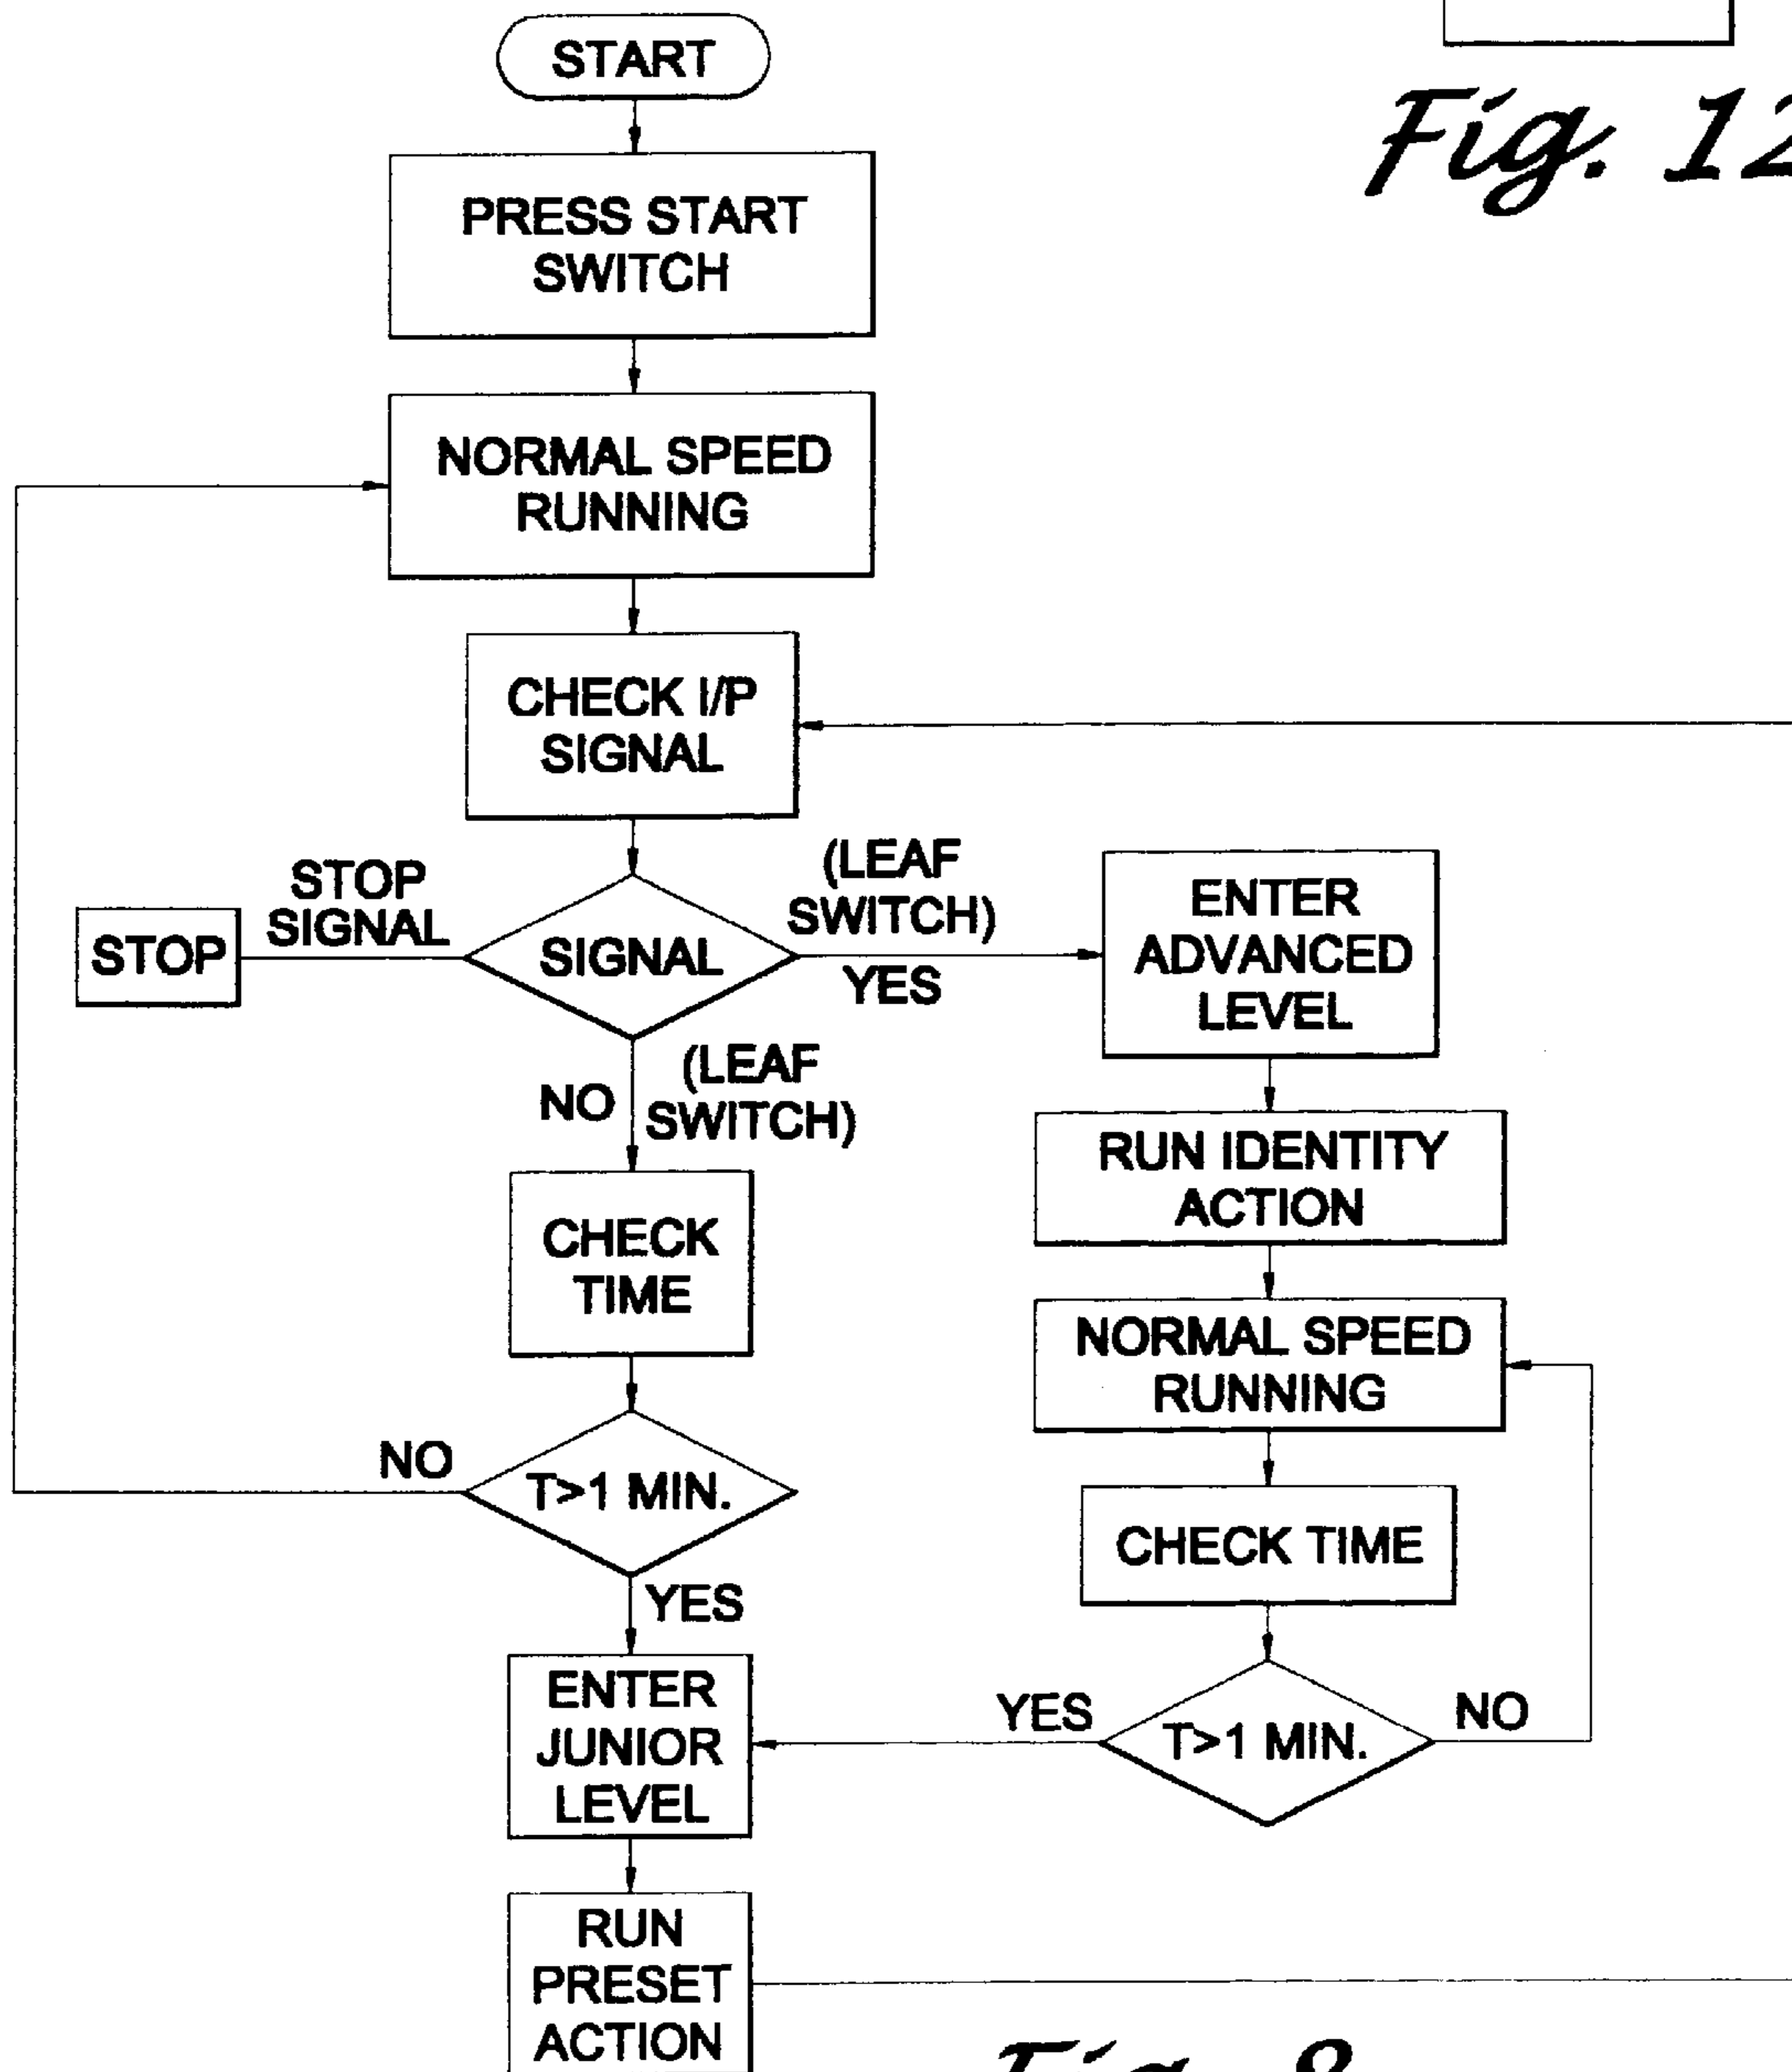 START
Fig. 12
PRESS START
SWITCH
NORMAL SPEED
RUNNING
CHECK I/P
SIGNAL
STOP
SIGNAL
STOP
SIGNAL
(LEAF
SWITCH)
YES
ENTER
ADVANCED
LEVEL
NO
(LEAF
SWITCH)
RUN IDENTITY
ACTION
CHECK
TIME
NORMAL SPEED
RUNNING
NO
T>1 MIN.
CHECK TIME
YES
ENTER
JUNIOR
LEVEL
YES
T>1 MIN.
NO
RUN
PRESET
ACTION